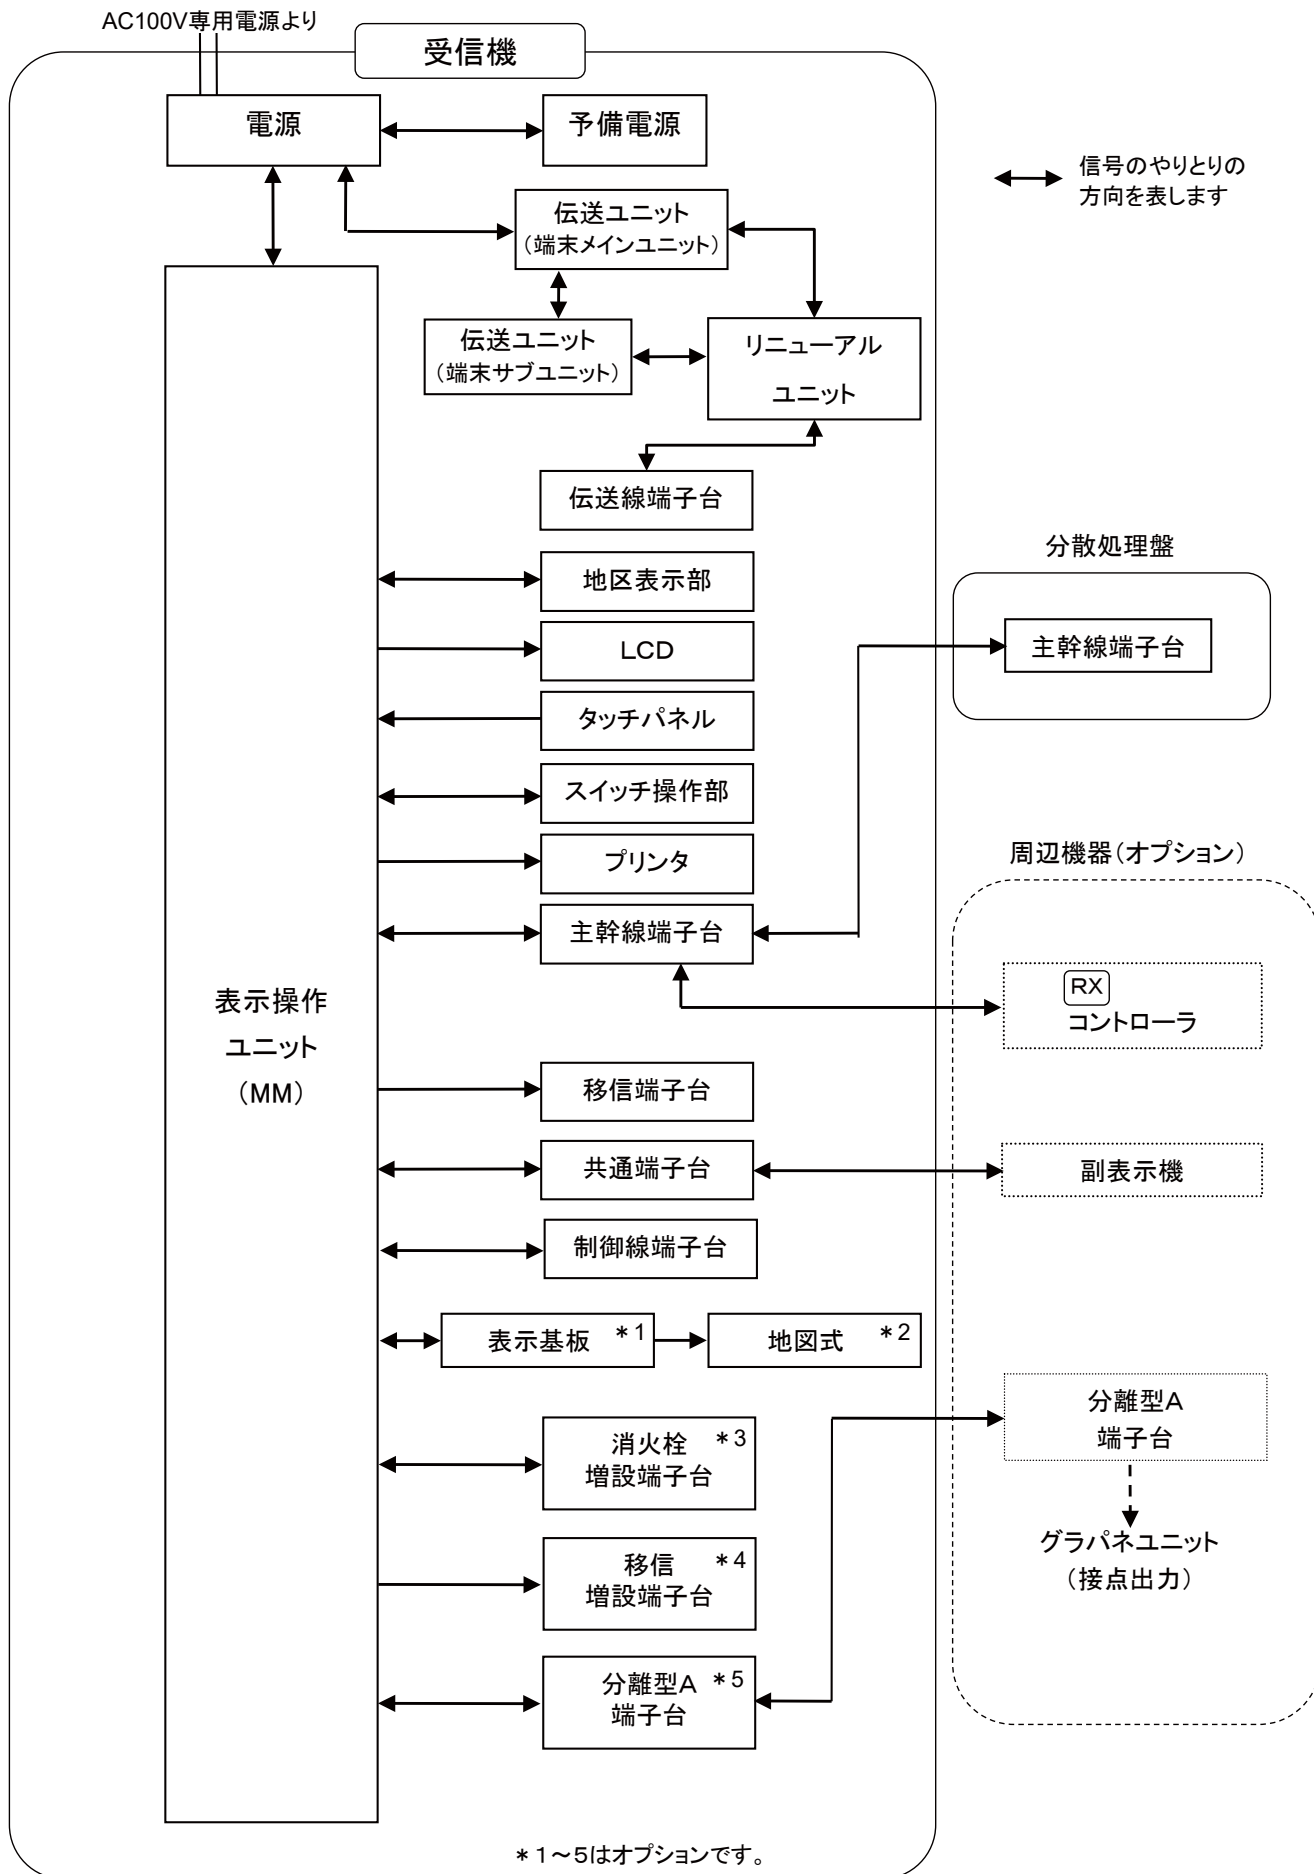 AC100V専用電源より
受信機
電源
予備電源
信号のやりとりの
方向を表します
伝送ユニット
（端末メインユニット）
伝送ユニット
（端末サブユニット）
リニューアル
ユニット
伝送線端子台
分散処理盤
地区表示部
主幹線端子台
LCD
タッチパネル
スイッチ操作部
周辺機器（オプション）
プリンタ
主幹線端子台
表示操作
ユニット
（MM）
RX
コントローラ
移信端子台
共通端子台
副表示機
制御線端子台
表示基板 ＊1
地図式 ＊2
分離型A
端子台
消火栓 ＊3
増設端子台
グラパネユニット
（接点出力）
移信 ＊4
増設端子台
分離型A ＊5
端子台
＊1～5はオプションです。